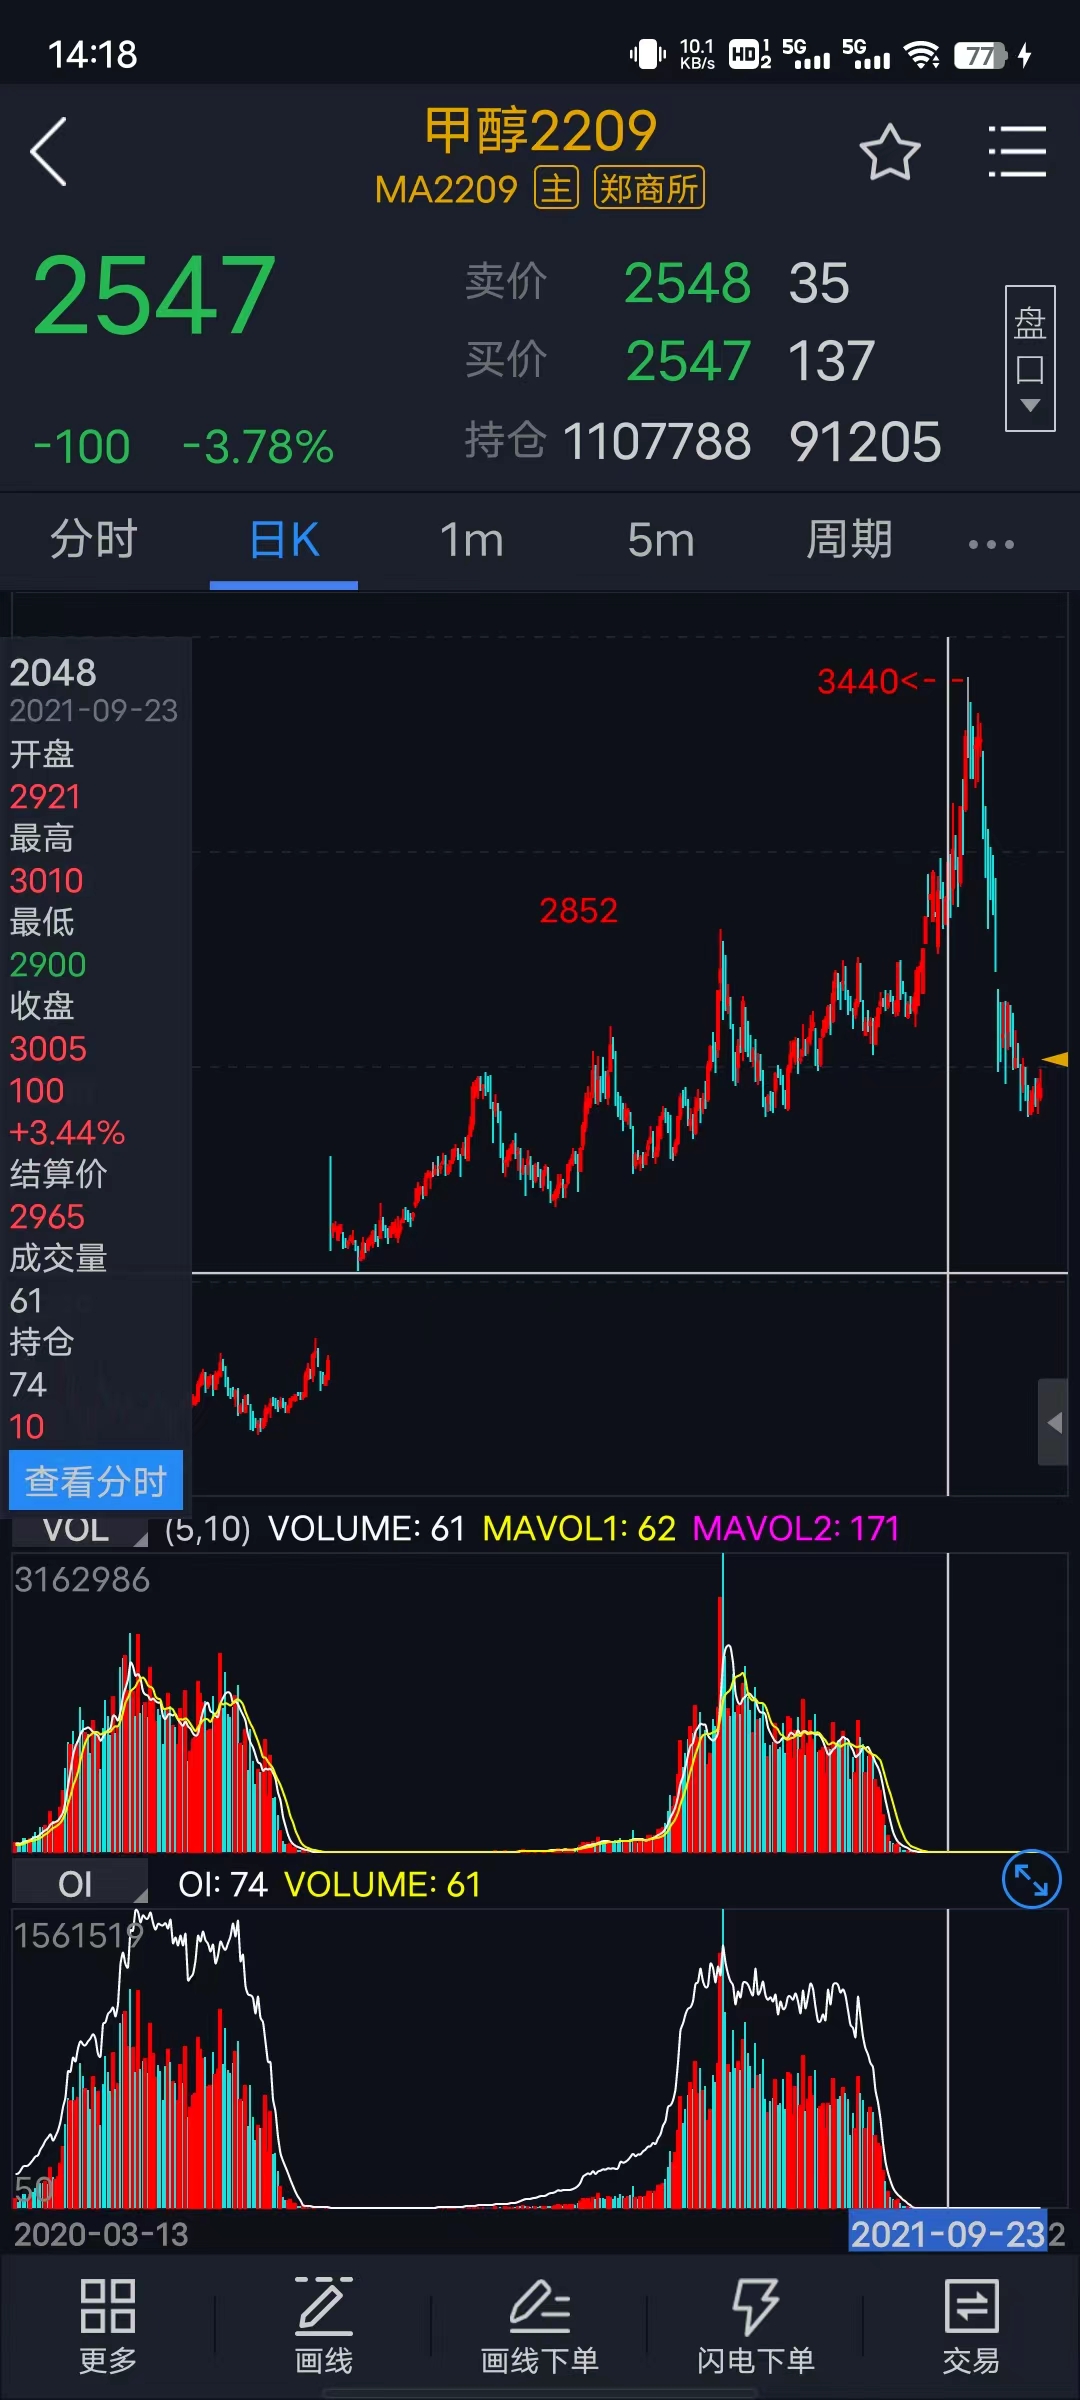 14:18
10.1 KB/s HD 1 2 5G 5G 77
甲醇2209
MA2209 主 郑商所
2547
-100 -3.78%
卖价 2548 35
买价 2547 137
持仓 1107788 91205
盘口
分时 日K 1m 5m 周期
2048
2021-09-23
开盘
2921
最高
3010
最低
2900
收盘
3005
100
+3.44%
结算价
2965
成交量
61
持仓
74
10
查看分时
3440<--
2852
VOL (5,10) VOLUME: 61 MAVOL1: 62 MAVOL2: 171
3162986
OI OI: 74 VOLUME: 61
1561519
50
2020-03-13 2021-09-23 2
更多 画线 画线下单 闪电下单 交易